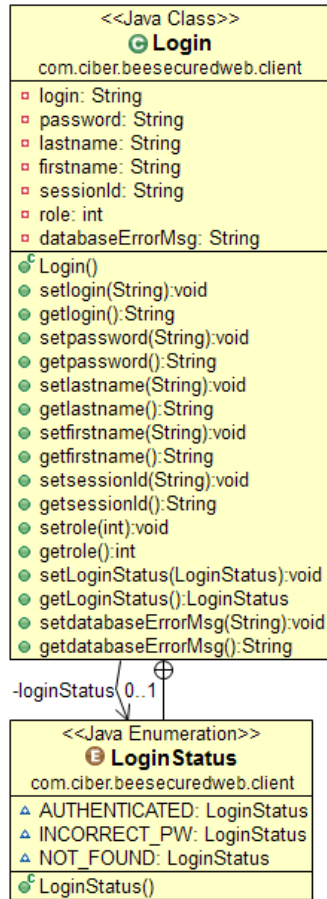 <<Java Class>>
Login
com.ciber.beesecuredweb.client
login: String
password: String
lastname: String
firstname: String
sessionId: String
role: int
databaseErrorMsg: String
Login()
setlogin(String):void
getlogin():String
setpassword(String):void
getpassword():String
setlastname(String):void
getlastname():String
setfirstname(String):void
getfirstname():String
setsessionId(String):void
getsessionId():String
setrole(int):void
getrole():int
setLoginStatus(LoginStatus):void
getLoginStatus():LoginStatus
setdatabaseErrorMsg(String):void
getdatabaseErrorMsg():String
-loginStatus 0..1
<<Java Enumeration>>
LoginStatus
com.ciber.beesecuredweb.client
AUTHENTICATED: LoginStatus
INCORRECT_PW: LoginStatus
NOT_FOUND: LoginStatus
LoginStatus()